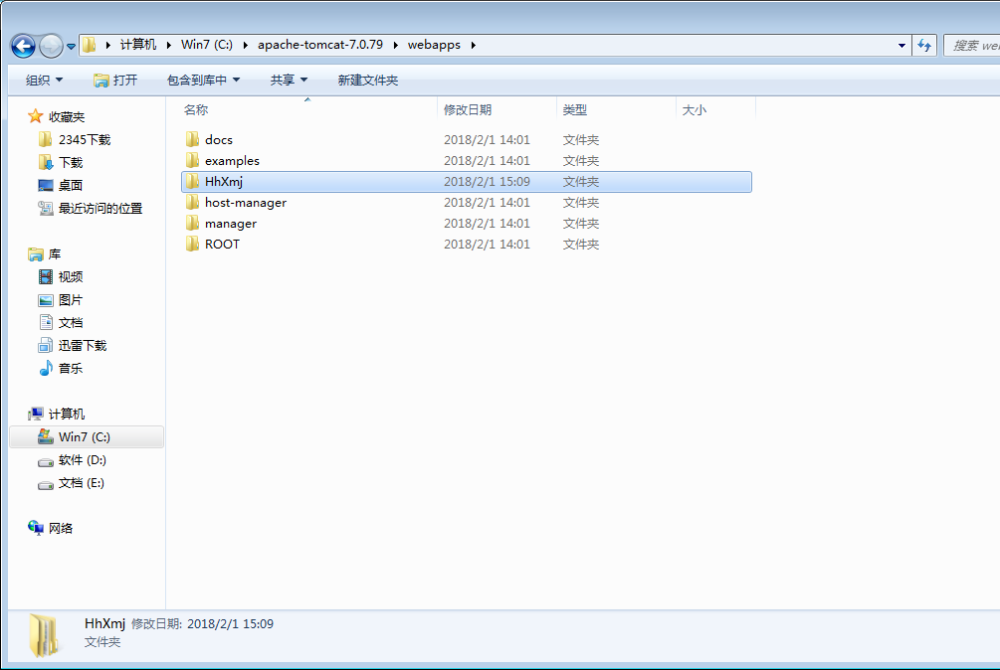 计算机 Win7 (C:) apache-tomcat-7.0.79 webapps 搜索 we
组织 打开 包含到库中 共享 新建文件夹
名称 修改日期 类型 大小
收藏夹
2345下载
下载
桌面
最近访问的位置
库
视频
图片
文档
迅雷下载
音乐
计算机
Win7 (C:)
软件 (D:)
文档 (E:)
网络
docs 2018/2/1 14:01 文件夹
examples 2018/2/1 14:01 文件夹
HhXmj 2018/2/1 15:09 文件夹
host-manager 2018/2/1 14:01 文件夹
manager 2018/2/1 14:01 文件夹
ROOT 2018/2/1 14:01 文件夹
HhXmj 修改日期: 2018/2/1 15:09
文件夹